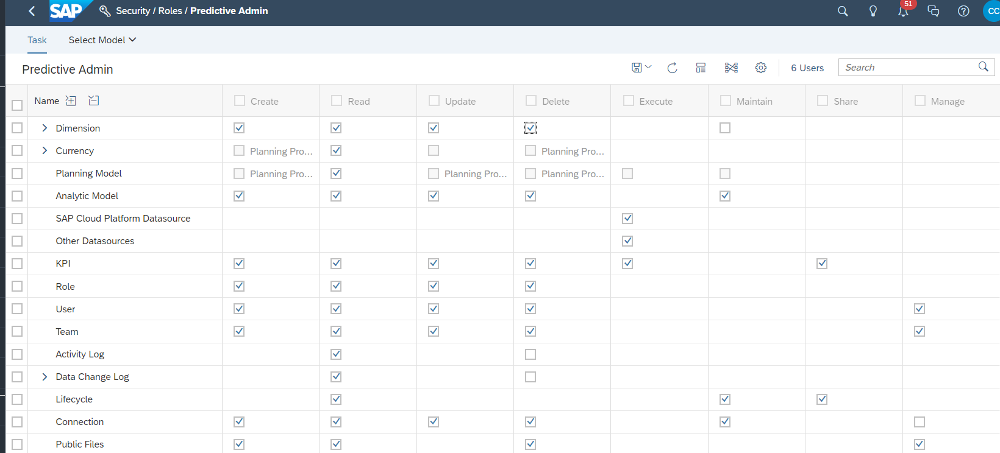 SAP Security / Roles / Predictive Admin 51 CC
Task Select Model
Predictive Admin 6 Users Search
Name Create Read Update Delete Execute Maintain Share Manage
Dimension
Currency Planning Pro... Planning Pro...
Planning Model Planning Pro... Planning Pro... Planning Pro...
Analytic Model
SAP Cloud Platform Datasource
Other Datasources
KPI
Role
User
Team
Activity Log
Data Change Log
Lifecycle
Connection
Public Files